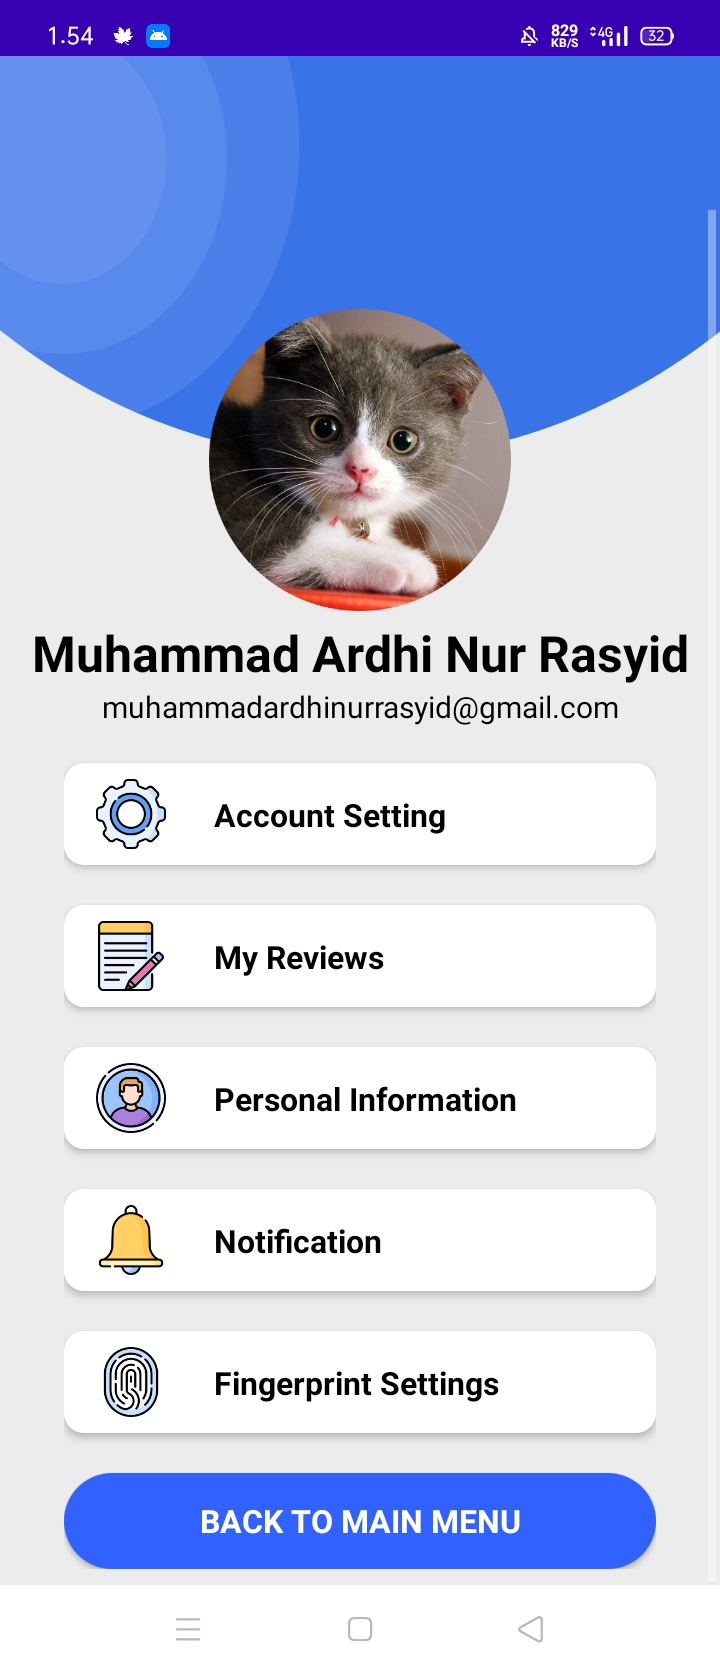 1.54
829
KB/S
4G
32
Muhammad Ardhi Nur Rasyid
muhammadardhinurrasyid@gmail.com
Account Setting
My Reviews
Personal Information
Notification
Fingerprint Settings
BACK TO MAIN MENU